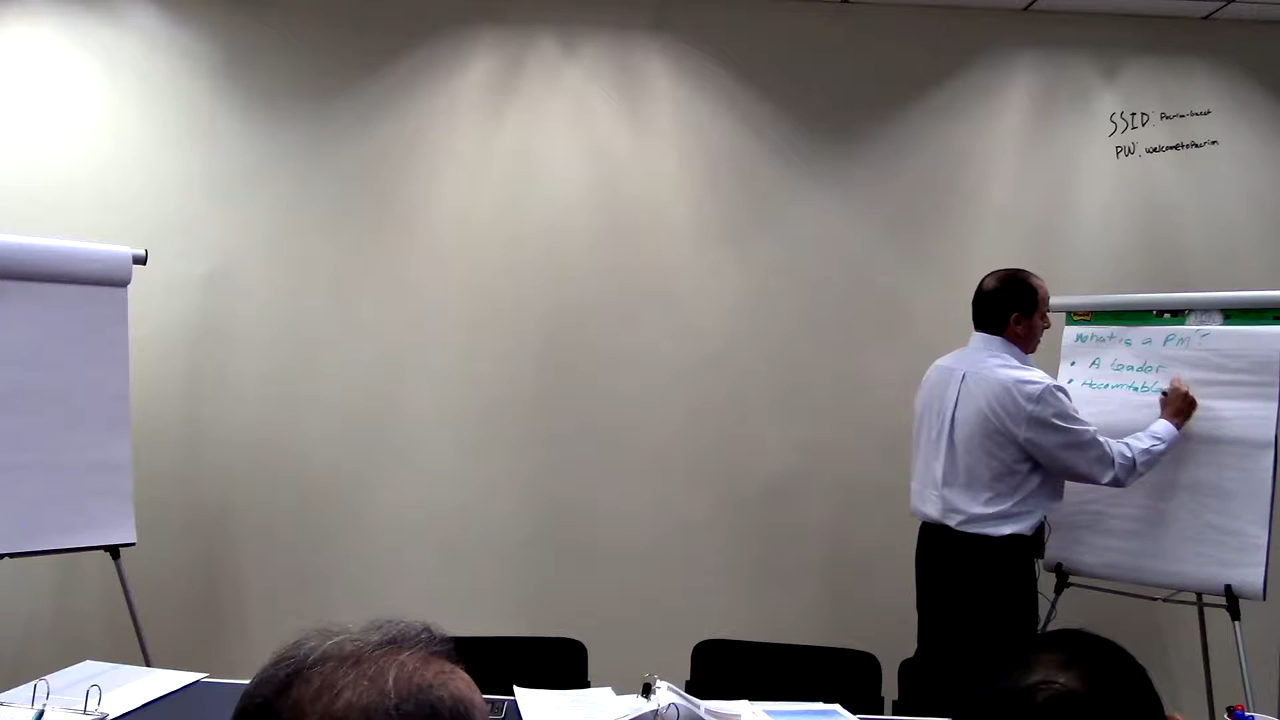 SSID: Pacrim-Guest
PW: welcometoPacrim
What is a PM?
• A Leader
• Accountable